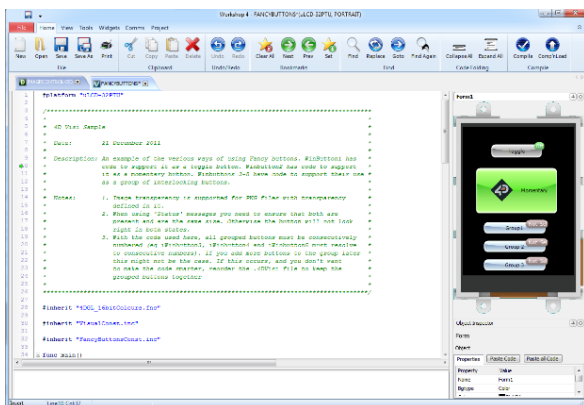 Workshop 4 - FANCYBUTTONS*(uLCD-32PTU, PORTRAIT)
File Home View Tools Widgets Comms Project
New Open Save Save As Print Cut Copy Paste Delete Undo Redo Clear All Next Prev Set Find Replace Goto Find Again Collapse All Expand All Compile Comp'nLoad
File Clipboard Undo/Redo Bookmarks Find Code Folding Compile
FANCYBUTTONS*
#platform "uLCD-32PTU"
4D Visi Sample
Date: 21 December 2011
Description: An example of the various ways of using Fancy buttons. WinButton1 has
code to support it as a toggle button. Winbutton2 has code to support
it as a momentary button. Winbuttons 3-5 have code to support their use
as a group of interlocking buttons.
Notes: 1. Image transparency is supported for PNG files with transparency
defined in it.
2. When using 'Status' messages you need to ensure that both are
present and are the same size. Otherwise the button will not look
right in both states.
3. With the code used here, all grouped buttons must be consecutively
numbered (eg iWinbutton3, iWinbutton4 and iWinbutton5 must resolve
to consecutive numbers). If you add more buttons to the group later
this might not be the case. If this occurs, and you don't want
to make the code smarter, reorder the .4DVisi file to keep the
grouped buttons together
#inherit "4DGL_16bitColours.fnc"
#inherit "VisualConst.inc"
#inherit "FancyButtonsConst.inc"
func main()
Form1
Toggle
4D Momentary
Group1
Group 2
Group 3
Object Inspector
Form
Object
Properties Paste Code Paste all Code
Property Value
Name Form1
Bgtype Color